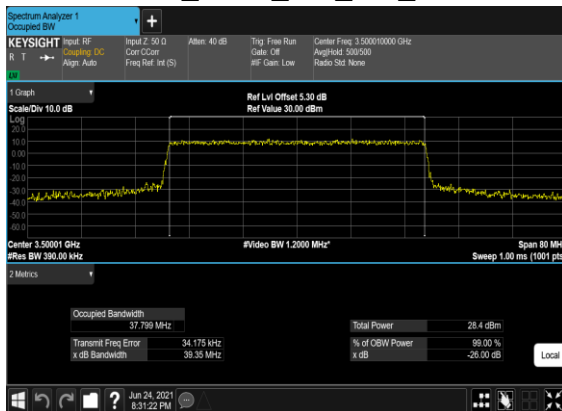 Spectrum Analyzer 1
Occupied BW
KEYSIGHT
R T
Input: RF
Coupling: DC
Align: Auto
Input Z: 50 Ω
Corr CCorr
Freq Ref: Int (S)
Atten: 40 dB
Trig: Free Run
Gate: Off
#IF Gain: Low
Center Freq: 3.500010000 GHz
Avg|Hold: 500/500
Radio Std: None
1 Graph
Scale/Div 10.0 dB
Ref Lvl Offset 5.30 dB
Ref Value 30.00 dBm
Log
20.0
10.0
0.00
-10.0
-20.0
-30.0
-40.0
-50.0
-60.0
Center 3.50001 GHz
#Res BW 390.00 kHz
#Video BW 1.2000 MHz*
Span 80 MH
Sweep 1.00 ms (1001 pts
2 Metrics
Occupied Bandwidth
37.799 MHz
Total Power 28.4 dBm
Transmit Freq Error 34.175 kHz
% of OBW Power 99.00 %
x dB Bandwidth 39.35 MHz
x dB -26.00 dB
Local
?
Jun 24, 2021
8:31:22 PM